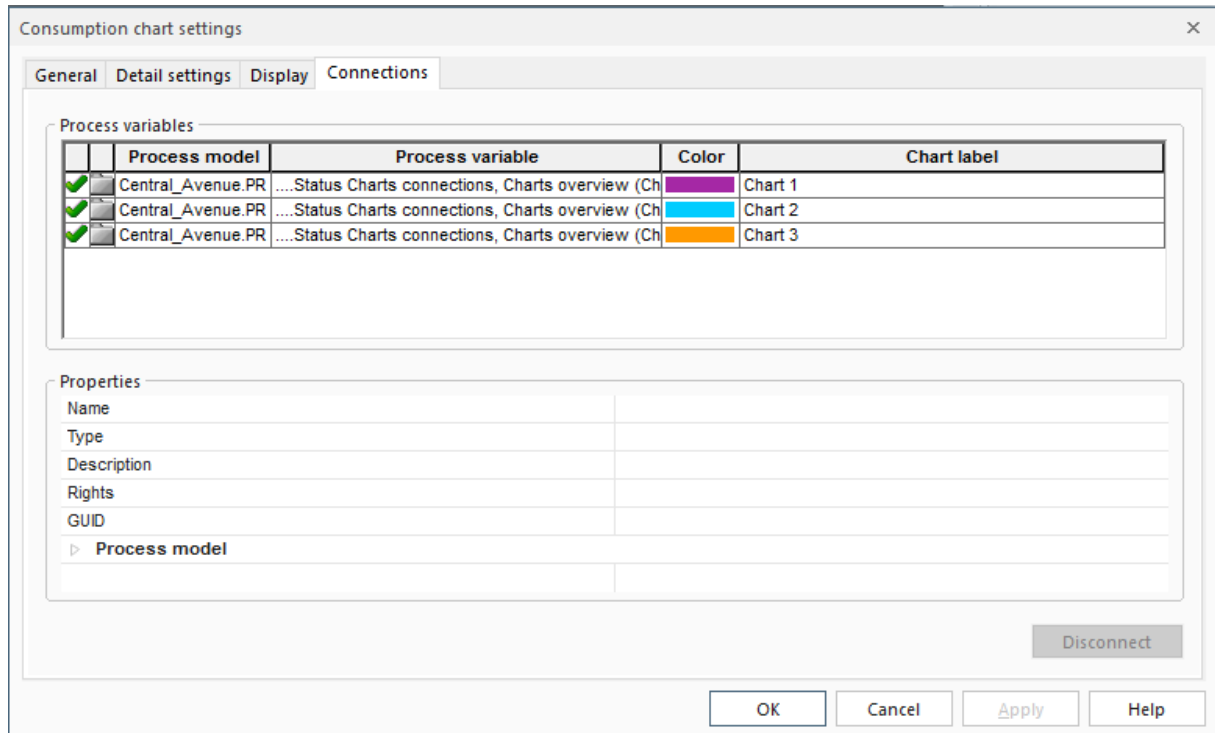 Consumption chart settings
General Detail settings Display Connections
Process variables
Process model Process variable Color Chart label
Central_Avenue.PR ....Status Charts connections, Charts overview (Ch Chart 1
Central_Avenue.PR ....Status Charts connections, Charts overview (Ch Chart 2
Central_Avenue.PR ....Status Charts connections, Charts overview (Ch Chart 3
Properties
Name
Type
Description
Rights
GUID
Process model
Disconnect
OK Cancel Apply Help